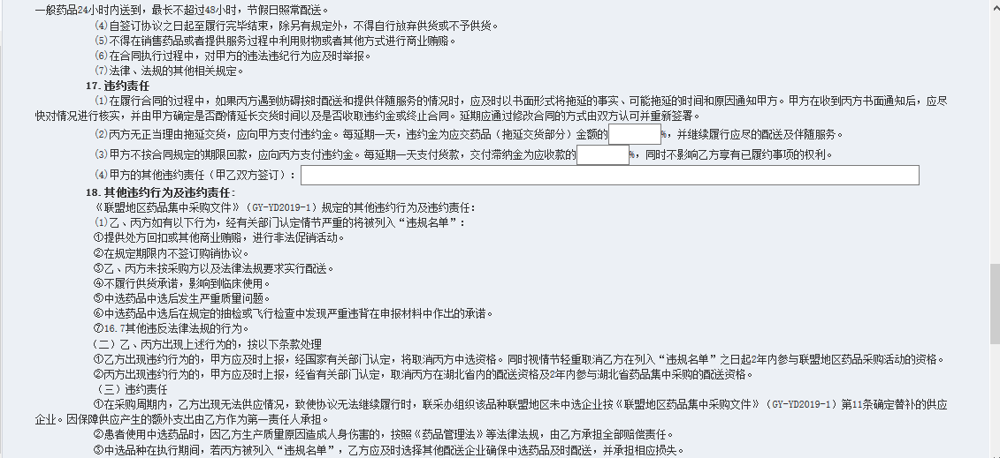 一般药品24小时内送到，最长不超过48小时，节假日照常配送。
(4)自签订协议之日起至履行完毕结束，除另有规定外，不得自行放弃供货或不予供货。
(5)不得在销售药品或者提供服务过程中利用财物或者其他方式进行商业贿赂。
(6)在合同执行过程中，对甲方的违法违纪行为应及时举报。
(7)法律、法规的其他相关规定。
17.违约责任
(1)在履行合同的过程中，如果丙方遇到妨碍按时配送和提供伴随服务的情况时，应及时以书面形式将拖延的事实、可能拖延的时间和原因通知甲方。甲方在收到丙方书面通知后，应尽
快对情况进行核实，并由甲方确定是否酌情延长交货时间以及是否收取违约金或终止合同。延期应通过修改合同的方式由双方认可并重新签署。
(2)丙方无正当理由拖延交货，应向甲方支付违约金。每延期一天，违约金为应交药品（拖延交货部分）金额的 %，并继续履行应尽的配送及伴随服务。
(3)甲方不按合同规定的期限回款，应向丙方支付违约金。每延期一天支付货款，交付滞纳金为应收款的 %，同时不影响乙方享有已履约事项的权利。
(4)甲方的其他违约责任（甲乙双方签订）：
18.其他违约行为及违约责任：
《联盟地区药品集中采购文件》（GY-YD2019-1）规定的其他违约行为及违约责任：
(1)乙、丙方如有以下行为，经有关部门认定情节严重的将被列入“违规名单”：
①提供处方回扣或其他商业贿赂，进行非法促销活动。
②在规定期限内不签订购销协议。
③乙、丙方未按采购方以及法律法规要求实行配送。
④不履行供货承诺，影响到临床使用。
⑤中选药品中选后发生严重质量问题。
⑥中选药品中选后在规定的抽检或飞行检查中发现严重违背在申报材料中作出的承诺。
⑦16.7其他违反法律法规的行为。
（二）乙、丙方出现上述行为的，按以下条款处理
①乙方出现违约行为的，甲方应及时上报，经国家有关部门认定，将取消丙方中选资格。同时视情节轻重取消乙方在列入“违规名单”之日起2年内参与联盟地区药品采购活动的资格。
②丙方出现违约行为的，甲方应及时上报，经省有关部门认定，取消丙方在湖北省内的配送资格及2年内参与湖北省药品集中采购的配送资格。
（三）违约责任
①在采购周期内，乙方出现无法供应情况，致使协议无法继续履行时，联采办组织该品种联盟地区未中选企业按《联盟地区药品集中采购文件》（GY-YD2019-1）第11条确定替补的供应
企业。因保障供应产生的额外支出由乙方作为第一责任人承担。
②患者使用中选药品时，因乙方生产质量原因造成人身伤害的，按照《药品管理法》等法律法规，由乙方承担全部赔偿责任。
③中选品种在执行期间，若丙方被列入“违规名单”，乙方应及时选择其他配送企业确保中选药品及时配送，并承担相应损失。